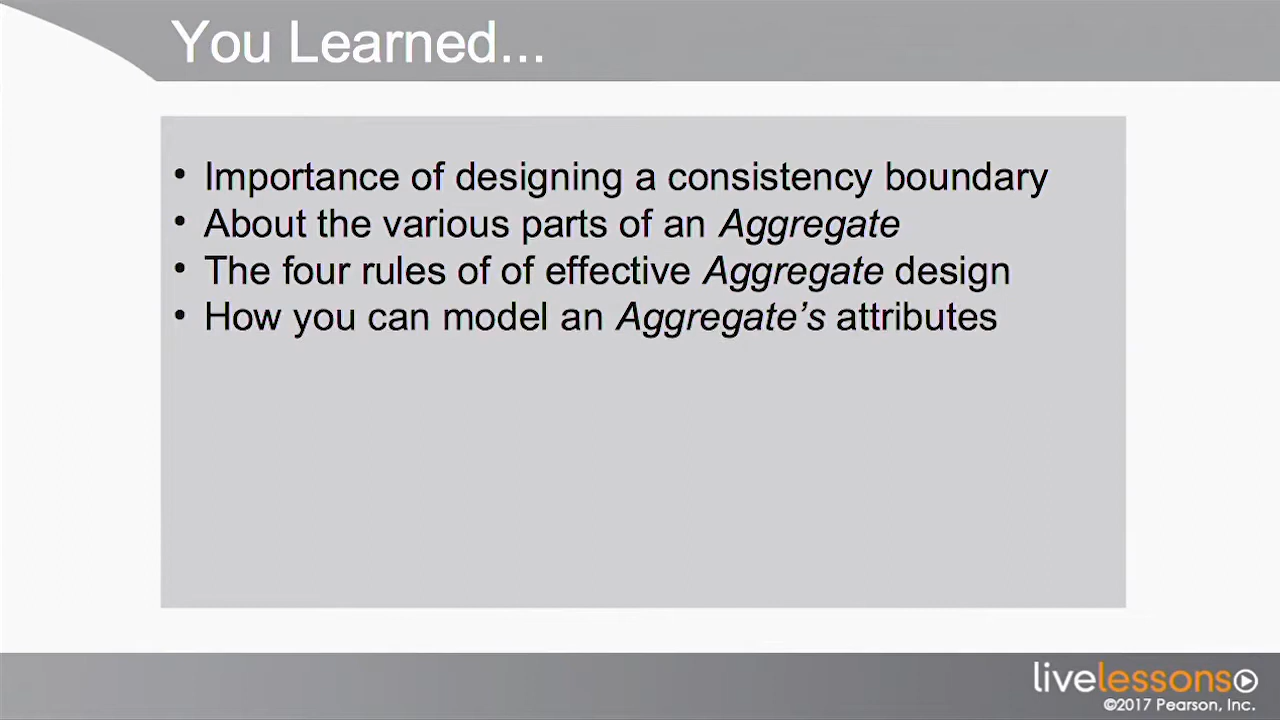 You Learned...
• Importance of designing a consistency boundary
• About the various parts of an Aggregate
• The four rules of of effective Aggregate design
• How you can model an Aggregate’s attributes
livelessons
©2017 Pearson, Inc.